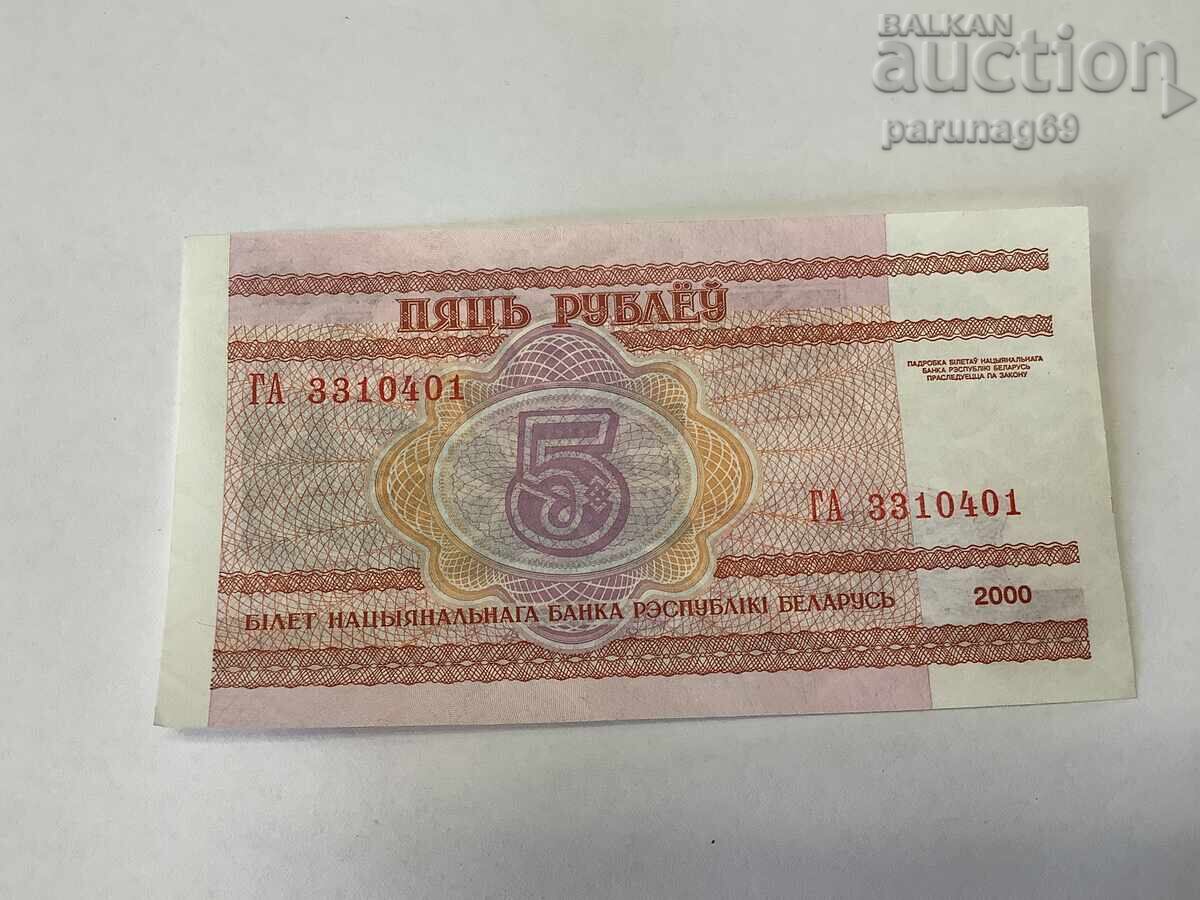 BALKAN
auction
parunag69
ПЯЦЬ РУБЛЁЎ
ПАДРОБКА БІЛЕТАЎ НАЦЫЯНАЛЬНАГА
БАНКА РЭСПУБЛІКІ БЕЛАРУСЬ
ПРАСЛЕДУЕЦЦА ПА ЗАКОНУ
ГА 3310401
5
ГА 3310401
БІЛЕТ НАЦЫЯНАЛЬНАГА БАНКА РЭСПУБЛІКІ БЕЛАРУСЬ
2000